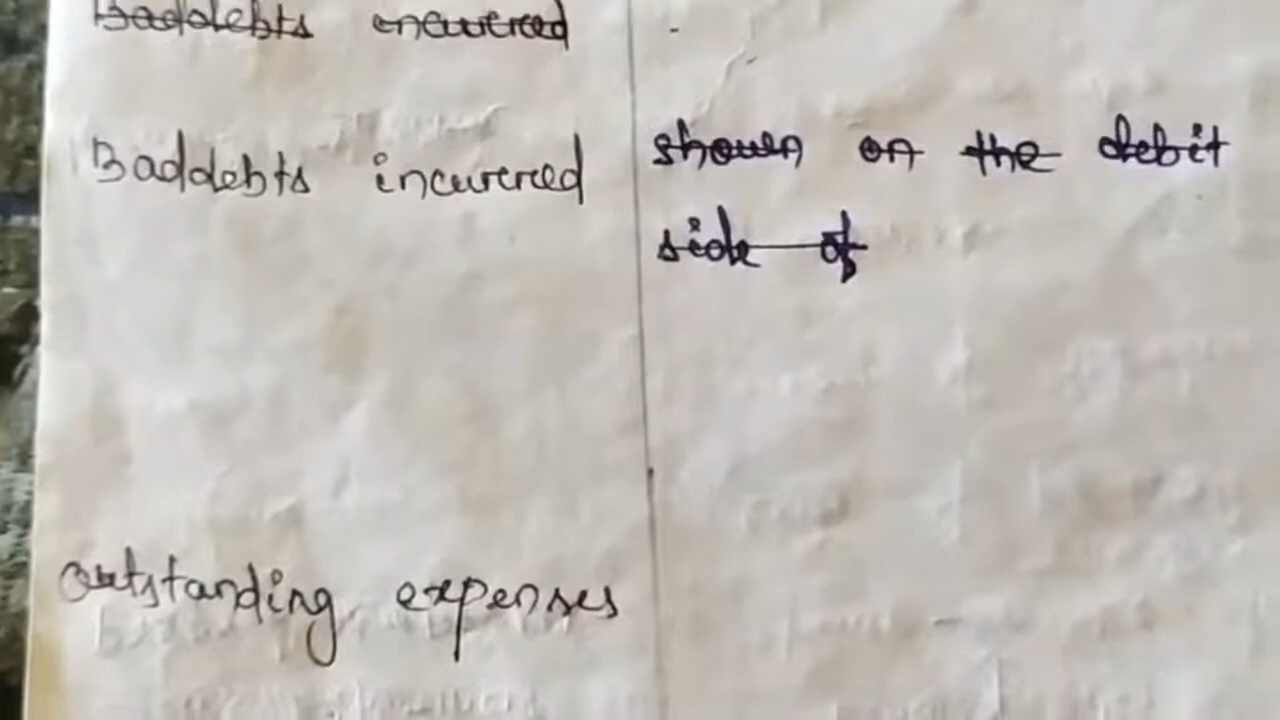 Baddebts incurred
Baddebts incurred
shown on the debit
side of
Outstanding expenses